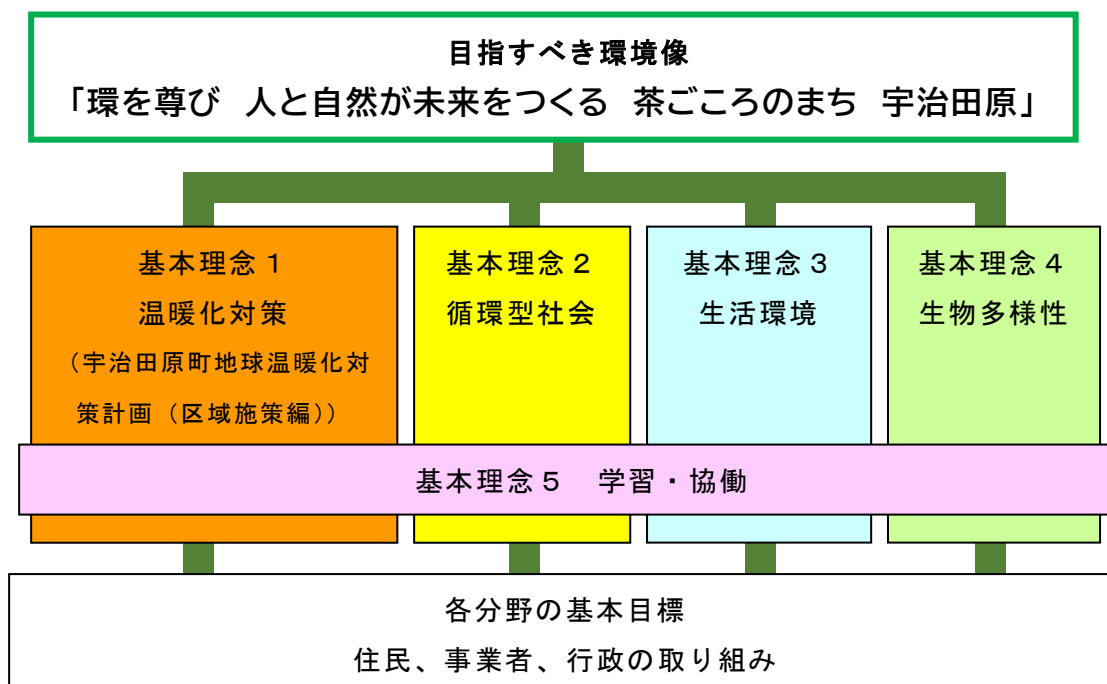 目指すべき環境像
「環を尊び　人と自然が未来をつくる　茶ごころのまち　宇治田原」
基本理念１
温暖化対策
（宇治田原町地球温暖化対
策計画（区域施策編））
基本理念２
循環型社会
基本理念３
生活環境
基本理念４
生物多様性
基本理念５　学習・協働
各分野の基本目標
住民、事業者、行政の取り組み